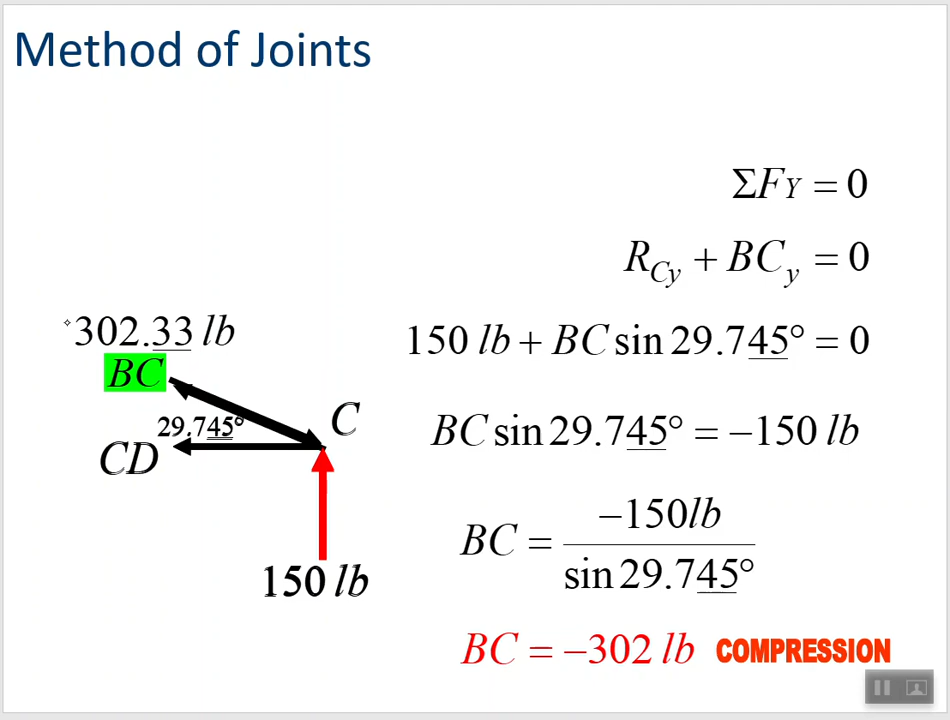 Method of Joints
ΣF_Y = 0
R_Cy + BC_y = 0
150 lb + BC sin 29.745° = 0
BC sin 29.745° = −150 lb
BC = −150lb / sin 29.745°
BC = −302 lb COMPRESSION
302.33 lb
BC
29.745°
C
CD
150 lb